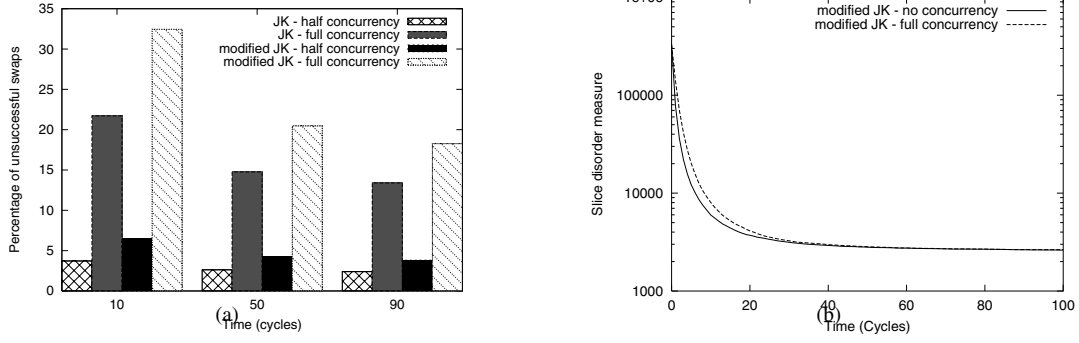 35
30
25
20
15
10
5
0
Percentage of unsuccessful swaps
JK - half concurrency
JK - full concurrency
modified JK - half concurrency
modified JK - full concurrency
10 50 90
Time (cycles)
(a)
modified JK - no concurrency
modified JK - full concurrency
100000
10000
1000
Slice disorder measure
0 20 40 60 80 100
Time (Cycles)
(b)